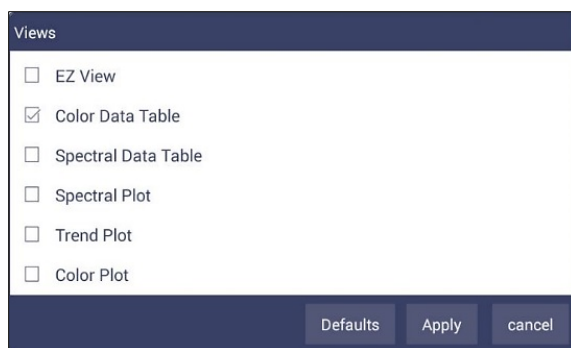 Views
EZ View
Color Data Table
Spectral Data Table
Spectral Plot
Trend Plot
Color Plot
Defaults Apply cancel